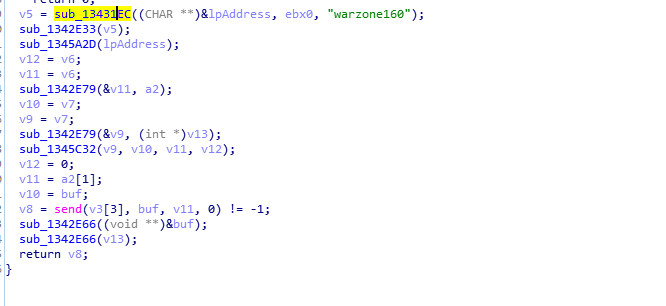 return 0;
v5 = sub_13431EC((CHAR **)&lpAddress, ebx0, "warzone160");
sub_1342E33(v5);
sub_1345A2D(lpAddress);
v12 = v6;
v11 = v6;
sub_1342E79(&v11, a2);
v10 = v7;
v9 = v7;
sub_1342E79(&v9, (int *)v13);
sub_1345C32(v9, v10, v11, v12);
v12 = 0;
v11 = a2[1];
v10 = buf;
v8 = send(v3[3], buf, v11, 0) != -1;
sub_1342E66((void **)&buf);
sub_1342E66(v13);
return v8;
}